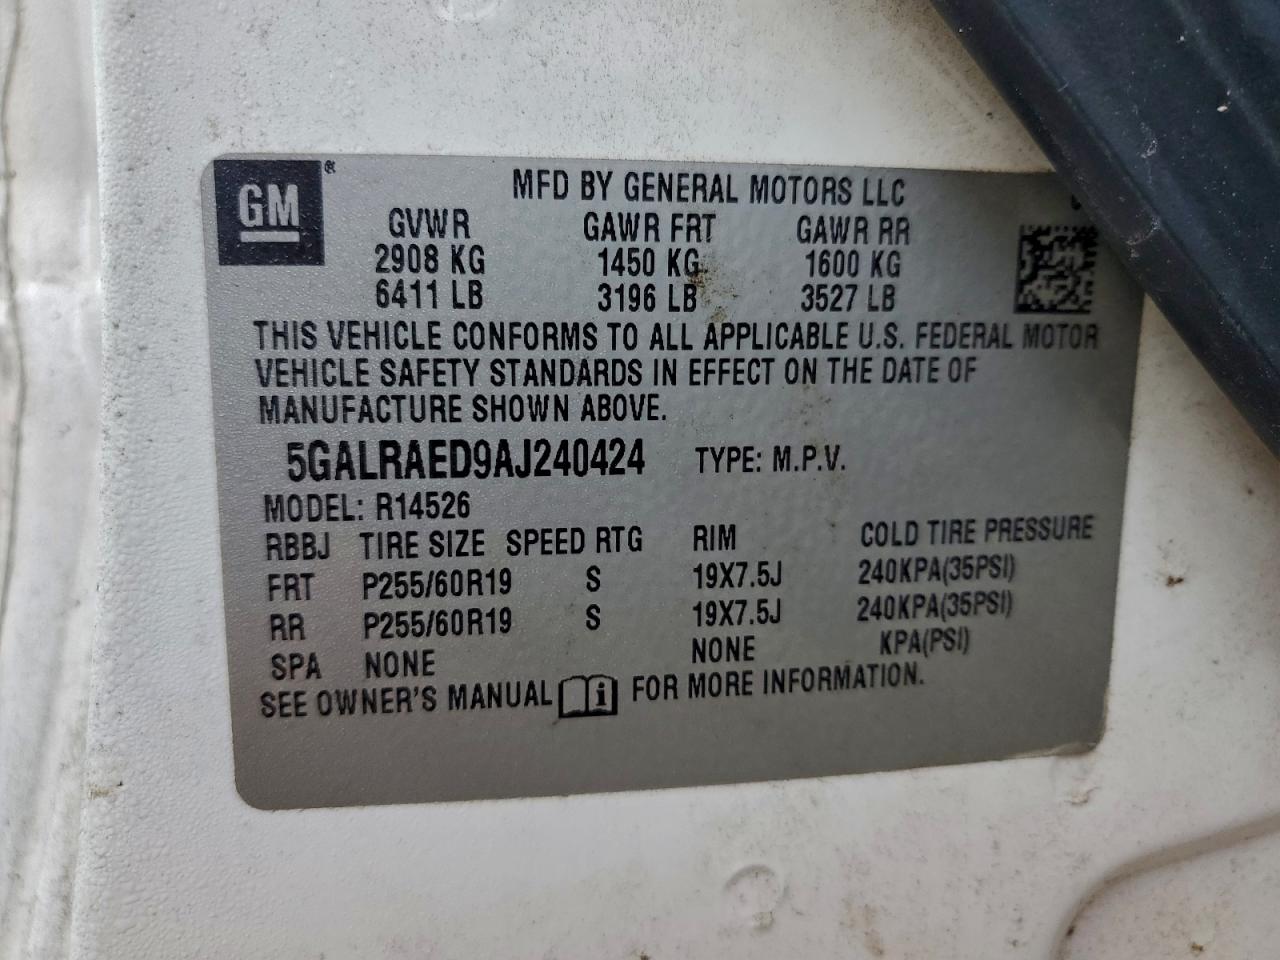 GM ®
MFD BY GENERAL MOTORS LLC
GVWR GAWR FRT GAWR RR
2908 KG 1450 KG 1600 KG
6411 LB 3196 LB 3527 LB
THIS VEHICLE CONFORMS TO ALL APPLICABLE U.S. FEDERAL MOTOR
VEHICLE SAFETY STANDARDS IN EFFECT ON THE DATE OF
MANUFACTURE SHOWN ABOVE.
5GALRAED9AJ240424 TYPE: M.P.V.
MODEL: R14526
RBBJ TIRE SIZE SPEED RTG RIM COLD TIRE PRESSURE
FRT P255/60R19 S 19X7.5J 240KPA(35PSI)
RR P255/60R19 S 19X7.5J 240KPA(35PSI)
SPA NONE NONE KPA(PSI)
SEE OWNER'S MANUAL i FOR MORE INFORMATION.